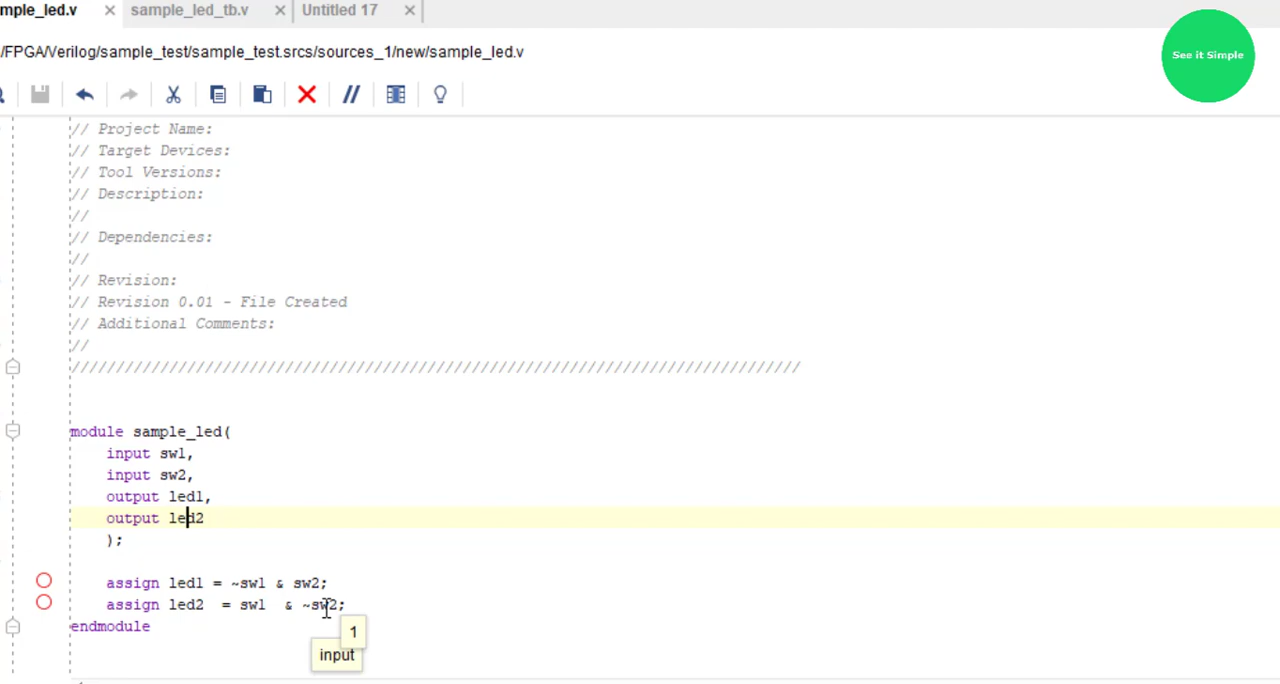 mple_led.v × sample_led_tb.v × Untitled 17 ×
/FPGA/Verilog/sample_test/sample_test.srcs/sources_1/new/sample_led.v
See it Simple
// Project Name:
// Target Devices:
// Tool Versions:
// Description:
//
// Dependencies:
//
// Revision:
// Revision 0.01 - File Created
// Additional Comments:
//
//////////////////////////////////////////////////////////////////////////////////
module sample_led(
input sw1,
input sw2,
output led1,
output led2
);
assign led1 = ~sw1 & sw2;
assign led2  = sw1  & ~sw2;
endmodule
1
input